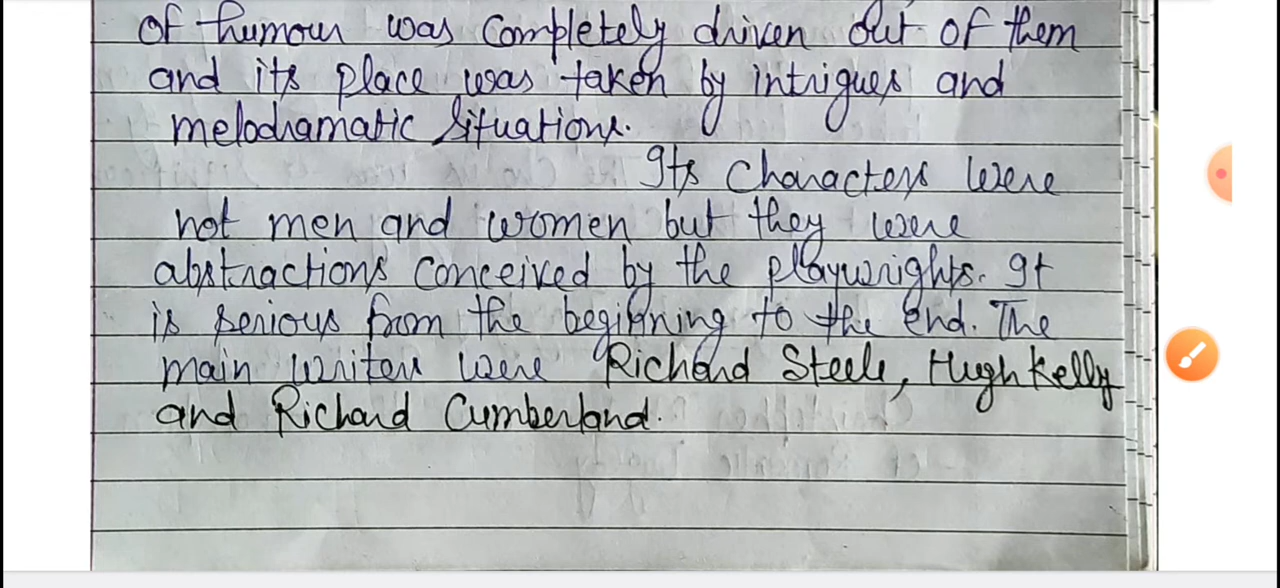 of humour was completely driven out of them
and its place was taken by intrigues and
melodramatic situations.
Its characters were
not men and women but they were
abstractions conceived by the playwrights. It
is serious from the beginning to the end. The
main writers were Richard Steele, Hugh Kelly
and Richard Cumberland.